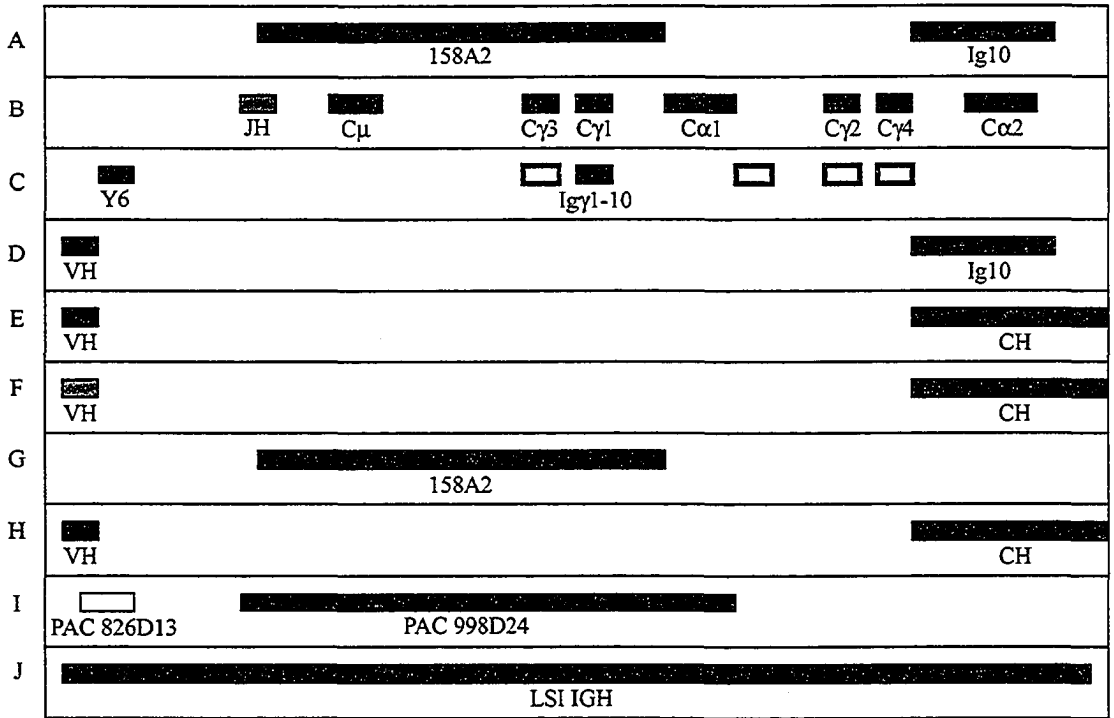 A
158A2 Ig10
B
JH Cμ Cγ3 Cγ1 Cα1 Cγ2 Cγ4 Cα2
C
Y6 Igγ1-10
D
VH Ig10
E
VH CH
F
VH CH
G
158A2
H
VH CH
I
PAC 826D13 PAC 998D24
J
LSI IGH